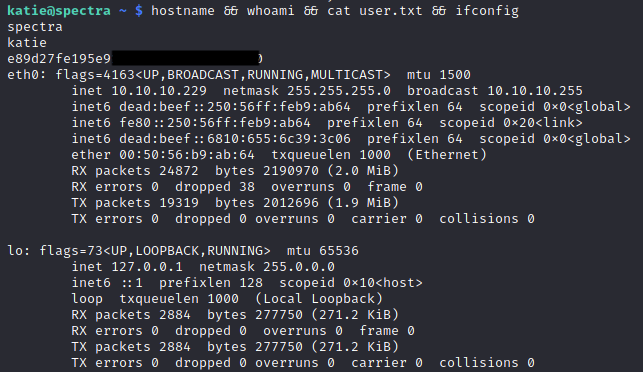 katie@spectra ~ $ hostname && whoami && cat user.txt && ifconfig
spectra
katie
e89d27fe195e9 0
eth0: flags=4163<UP,BROADCAST,RUNNING,MULTICAST>  mtu 1500
        inet 10.10.10.229  netmask 255.255.255.0  broadcast 10.10.10.255
        inet6 dead:beef::250:56ff:feb9:ab64  prefixlen 64  scopeid 0×0<global>
        inet6 fe80::250:56ff:feb9:ab64  prefixlen 64  scopeid 0×20<link>
        inet6 dead:beef::6810:655:6c39:3c06  prefixlen 64  scopeid 0×0<global>
        ether 00:50:56:b9:ab:64  txqueuelen 1000  (Ethernet)
        RX packets 24872  bytes 2190970 (2.0 MiB)
        RX errors 0  dropped 38  overruns 0  frame 0
        TX packets 19319  bytes 2012696 (1.9 MiB)
        TX errors 0  dropped 0 overruns 0  carrier 0  collisions 0
lo: flags=73<UP,LOOPBACK,RUNNING>  mtu 65536
        inet 127.0.0.1  netmask 255.0.0.0
        inet6 ::1  prefixlen 128  scopeid 0×10<host>
        loop  txqueuelen 1000  (Local Loopback)
        RX packets 2884  bytes 277750 (271.2 KiB)
        RX errors 0  dropped 0  overruns 0  frame 0
        TX packets 2884  bytes 277750 (271.2 KiB)
        TX errors 0  dropped 0 overruns 0  carrier 0  collisions 0